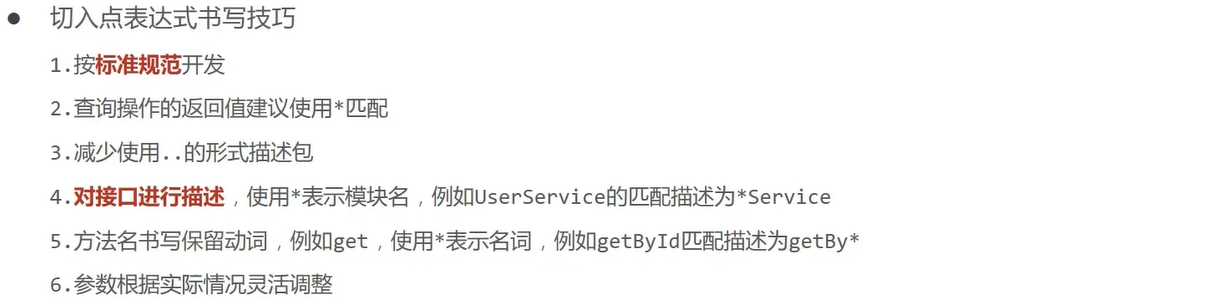 ● 切入点表达式书写技巧
1.按标准规范开发
2.查询操作的返回值建议使用*匹配
3.减少使用..的形式描述包
4.对接口进行描述，使用*表示模块名，例如UserService的匹配描述为*Service
5.方法名书写保留动词，例如get，使用*表示名词，例如getById匹配描述为getBy*
6.参数根据实际情况灵活调整